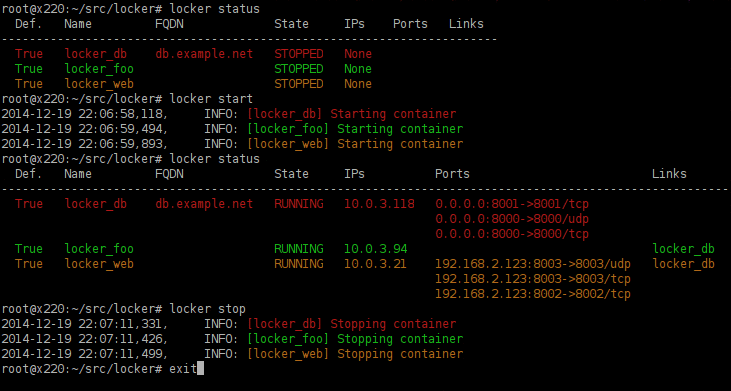 root@x220:~/src/locker# locker status
  Def.   Name         FQDN             State     IPs    Ports   Links
---------------------------------------------------------------------
  True   locker_db    db.example.net   STOPPED   None
  True   locker_foo                    STOPPED   None
  True   locker_web                    STOPPED   None
root@x220:~/src/locker# locker start
2014-12-19 22:06:58,118,     INFO: [locker_db] Starting container
2014-12-19 22:06:59,494,     INFO: [locker_foo] Starting container
2014-12-19 22:06:59,893,     INFO: [locker_web] Starting container
root@x220:~/src/locker# locker status
  Def.   Name         FQDN             State     IPs          Ports                          Links
--------------------------------------------------------------------------------------------------------
  True   locker_db    db.example.net   RUNNING   10.0.3.118   0.0.0.0:8001->8001/tcp
                                                              0.0.0.0:8000->8000/udp
                                                              0.0.0.0:8000->8000/tcp
  True   locker_foo                    RUNNING   10.0.3.94                                   locker_db
  True   locker_web                    RUNNING   10.0.3.21    192.168.2.123:8003->8003/udp   locker_db
                                                              192.168.2.123:8003->8003/tcp
                                                              192.168.2.123:8002->8002/tcp
root@x220:~/src/locker# locker stop
2014-12-19 22:07:11,331,     INFO: [locker_db] Stopping container
2014-12-19 22:07:11,426,     INFO: [locker_foo] Stopping container
2014-12-19 22:07:11,499,     INFO: [locker_web] Stopping container
root@x220:~/src/locker# exit